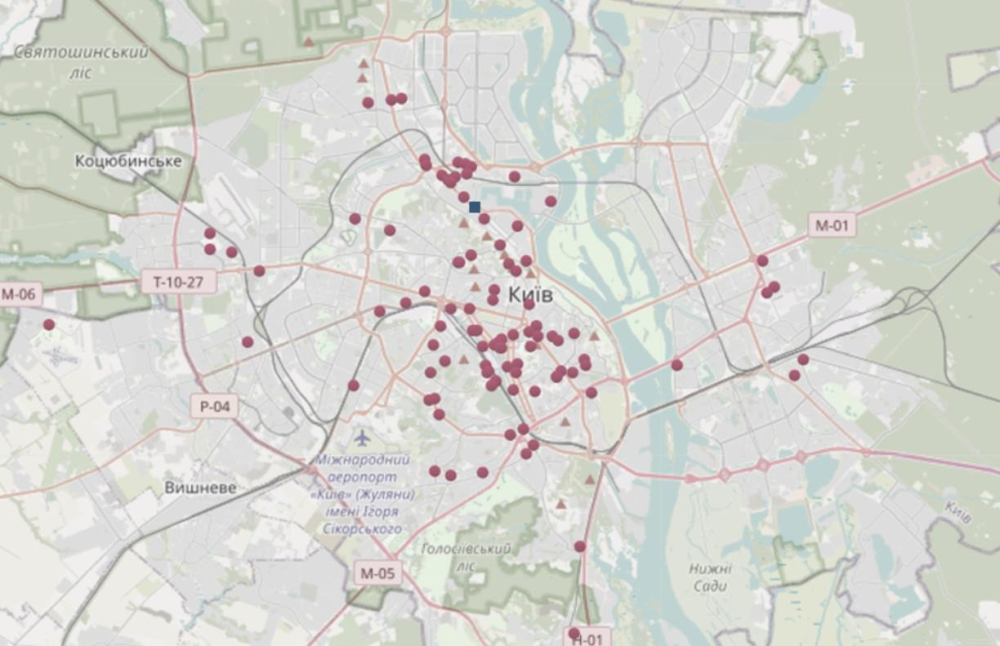 Святошинський
ліс
Коцюбинське
М-01
Т-10-27
М-06
Київ
Р-04
Міжнародний
аеропорт
«Київ» (Жуляни)
імені Ігоря
Сікорського
Вишневе
Київ
Голосіївський
ліс
М-05
Нижні
Сади
Н-01